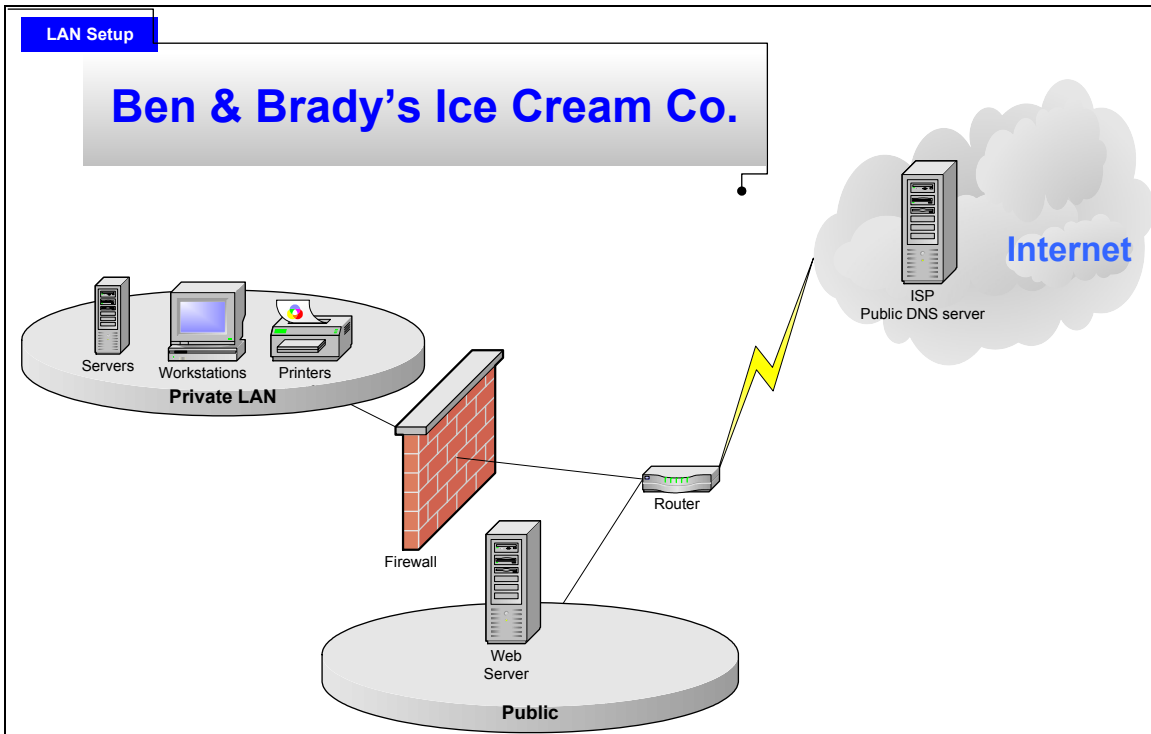 LAN Setup
Ben & Brady's Ice Cream Co.
Internet
ISP
Public DNS server
Servers
Workstations
Printers
Private LAN
Router
Firewall
Web
Server
Public